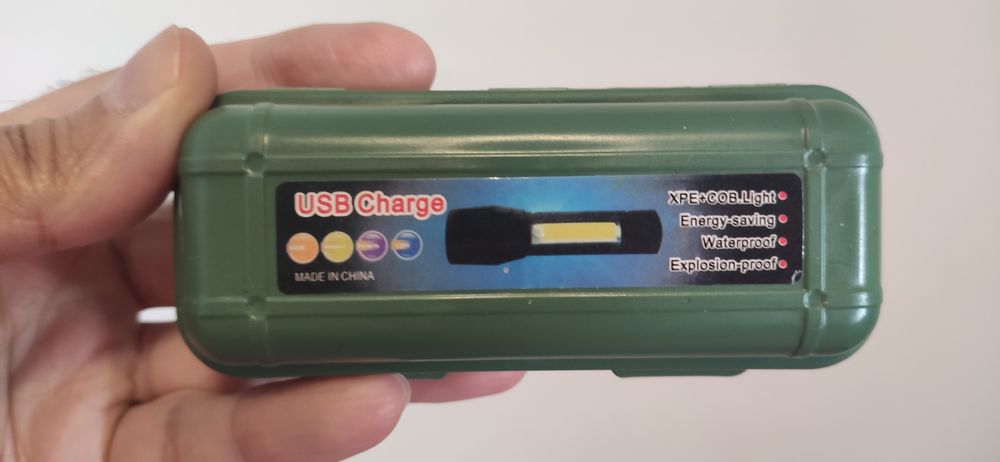 USB Charge
MADE IN CHINA
XPE+COB.Light
Energy-saving
Waterproof
Explosion-proof